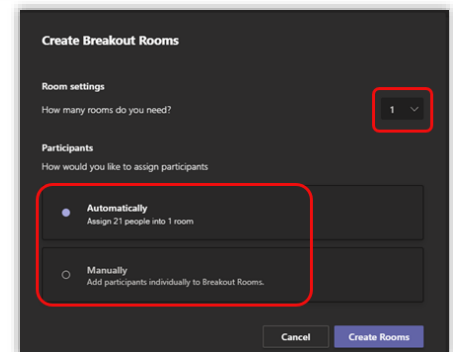 Create Breakout Rooms
Room settings
How many rooms do you need?
1
Participants
How would you like to assign participants
Automatically
Assign 21 people into 1 room
Manually
Add participants individually to Breakout Rooms.
Cancel
Create Rooms